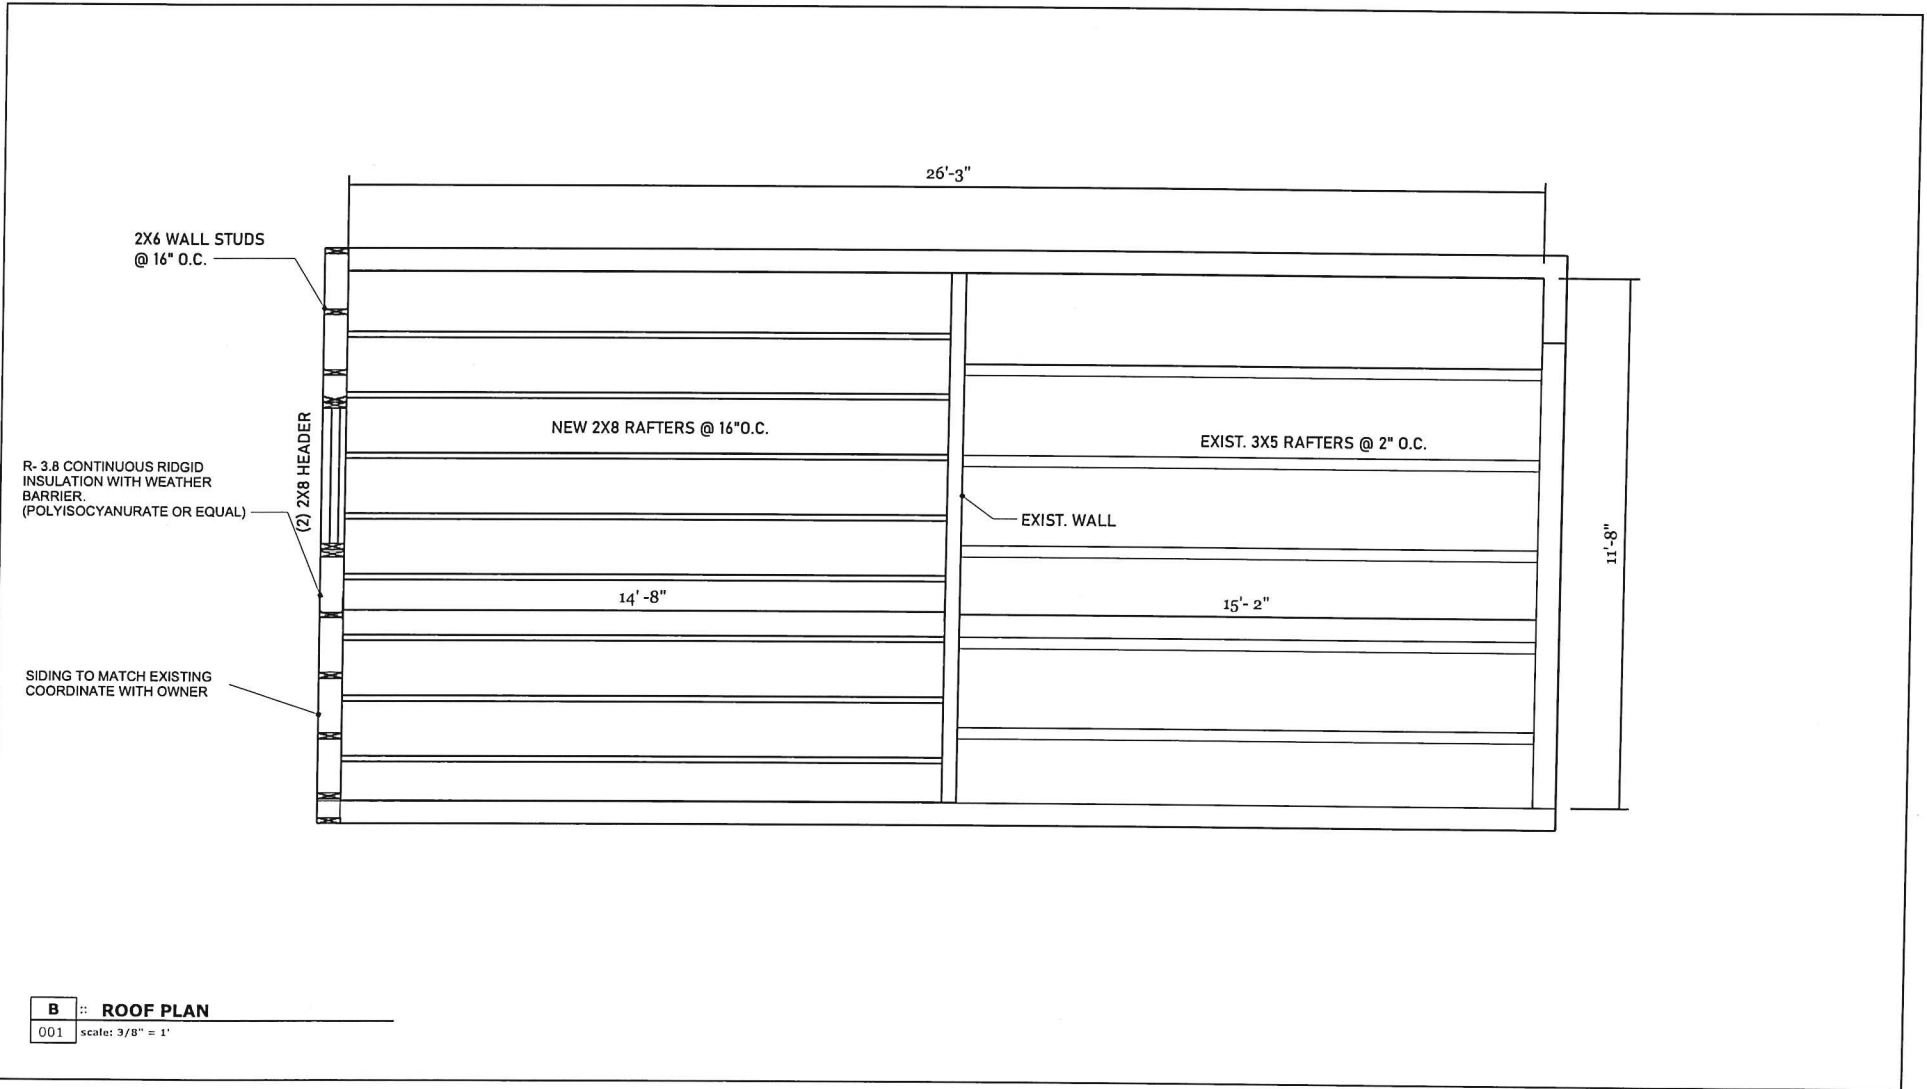 26'-3"
2X6 WALL STUDS
@ 16" O.C.
NEW 2X8 RAFTERS @ 16"O.C.
EXIST. 3X5 RAFTERS @ 2" O.C.
(2) 2X8 HEADER
R- 3.8 CONTINUOUS RIDGID
INSULATION WITH WEATHER
BARRIER.
(POLYISOCYANURATE OR EQUAL)
EXIST. WALL
11'-8"
14' -8"
15'- 2"
SIDING TO MATCH EXISTING
COORDINATE WITH OWNER
B :: ROOF PLAN
001 scale: 3/8" = 1'